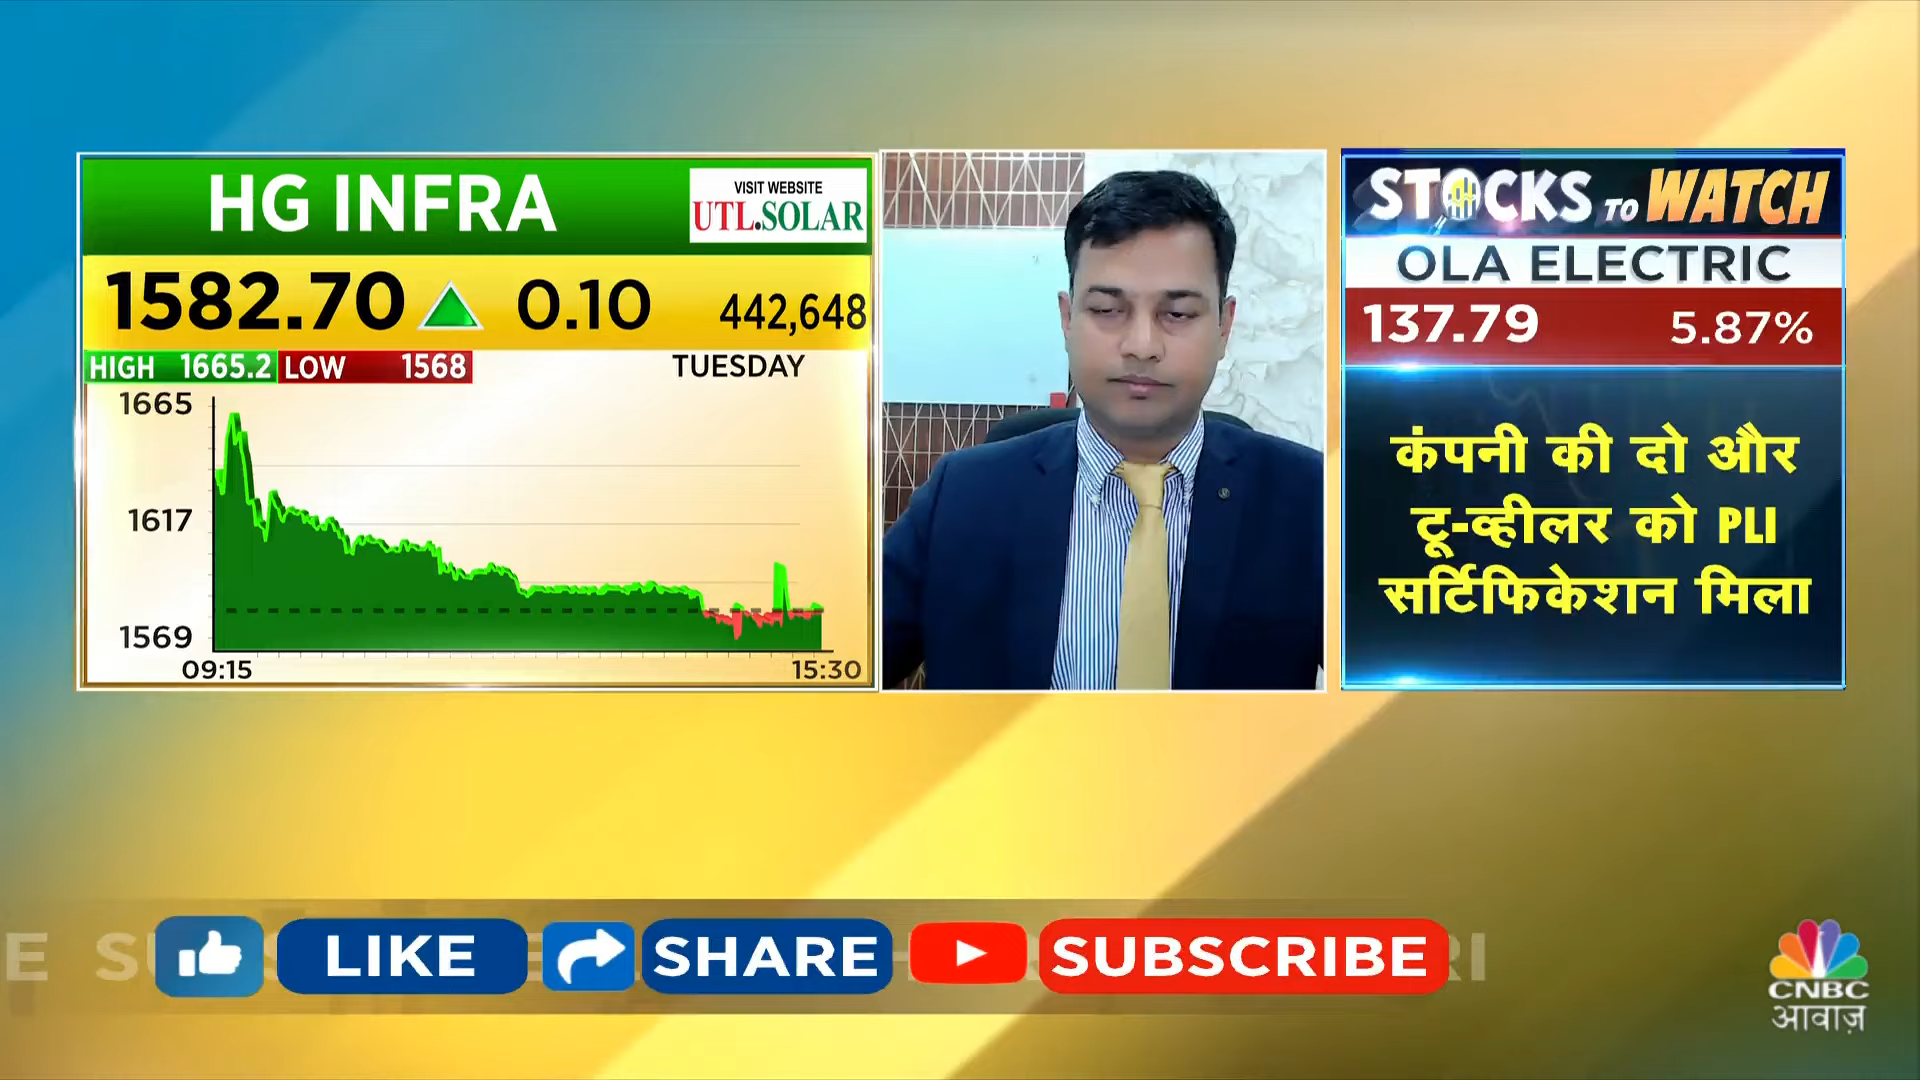 HG INFRA
VISIT WEBSITE
UTL.SOLAR
1582.70 0.10 442,648
HIGH 1665.2 LOW 1568
TUESDAY
1665
1617
1569
09:15 15:30
STOCKS TO WATCH
OLA ELECTRIC
137.79 5.87%
कंपनी की दो और
टू-व्हीलर को PLI
सर्टिफिकेशन मिला
LIKE SHARE SUBSCRIBE
CNBC
आवाज़